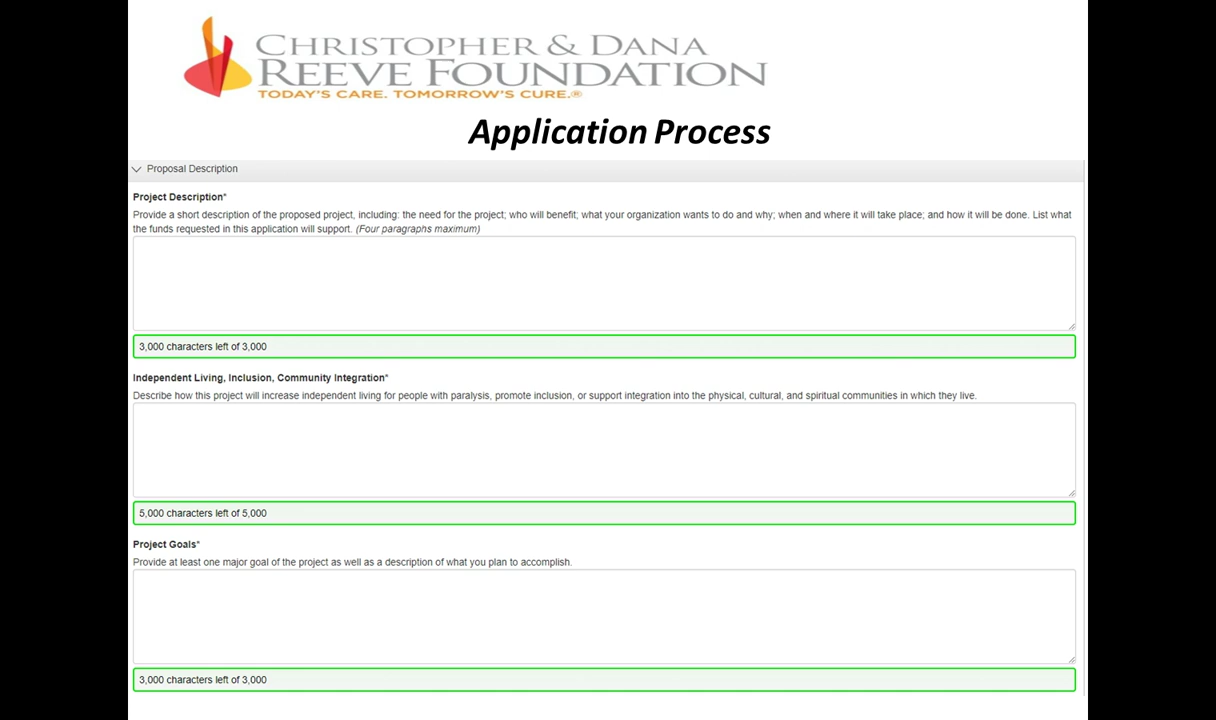 CHRISTOPHER & DANA
REEVE FOUNDATION
TODAY'S CARE. TOMORROW'S CURE.®
Application Process
Proposal Description
Project Description*
Provide a short description of the proposed project, including: the need for the project; who will benefit; what your organization wants to do and why; when and where it will take place; and how it will be done. List what
the funds requested in this application will support. (Four paragraphs maximum)
3,000 characters left of 3,000
Independent Living, Inclusion, Community Integration*
Describe how this project will increase independent living for people with paralysis, promote inclusion, or support integration into the physical, cultural, and spiritual communities in which they live.
5,000 characters left of 5,000
Project Goals*
Provide at least one major goal of the project as well as a description of what you plan to accomplish.
3,000 characters left of 3,000